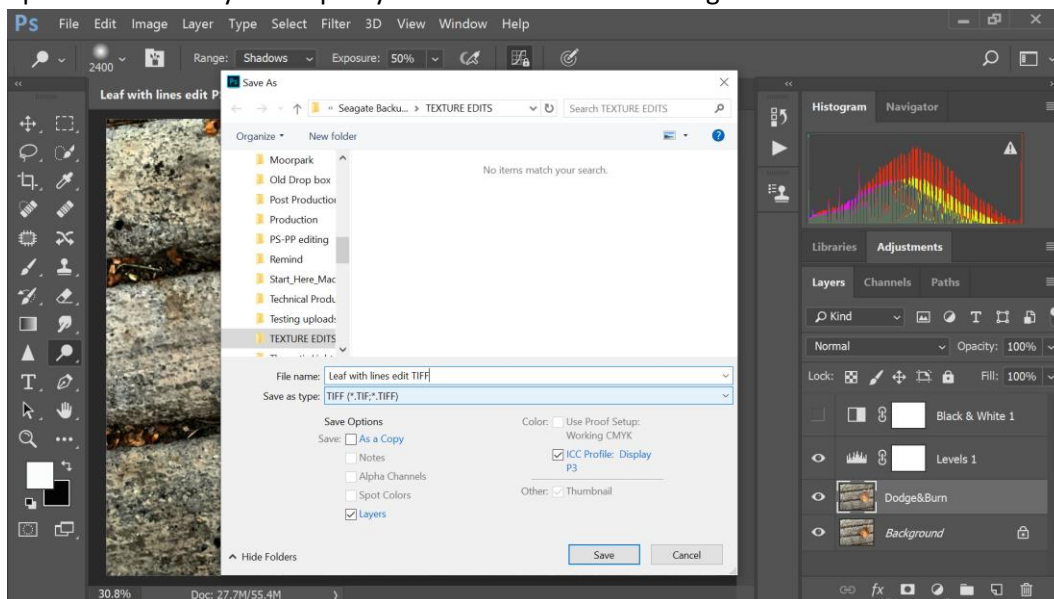 Ps File Edit Image Layer Type Select Filter 3D View Window Help
2400 Range: Shadows Exposure: 50%
Leaf with lines edit P
Save As
« Seagate Backu... > TEXTURE EDITS Search TEXTURE EDITS
Organize New folder
Moorpark
Old Drop box
Post Production
Production
PS-PP editing
Remind
Start_Here_Mac
Technical Produ
Testing upload
TEXTURE EDITS
No items match your search.
File name: Leaf with lines edit TIFF
Save as type: TIFF (*.TIF;*.TIFF)
Save Options
Save: As a Copy
Notes
Alpha Channels
Spot Colors
Layers
Color: Use Proof Setup:
Working CMYK
ICC Profile: Display
P3
Other: Thumbnail
Hide Folders Save Cancel
30.8% Doc: 27.7M/55.4M
Histogram Navigator
Libraries Adjustments
Layers Channels Paths
Kind
Normal Opacity: 100%
Lock: Fill: 100%
Black & White 1
Levels 1
Dodge&Burn
Background
fx